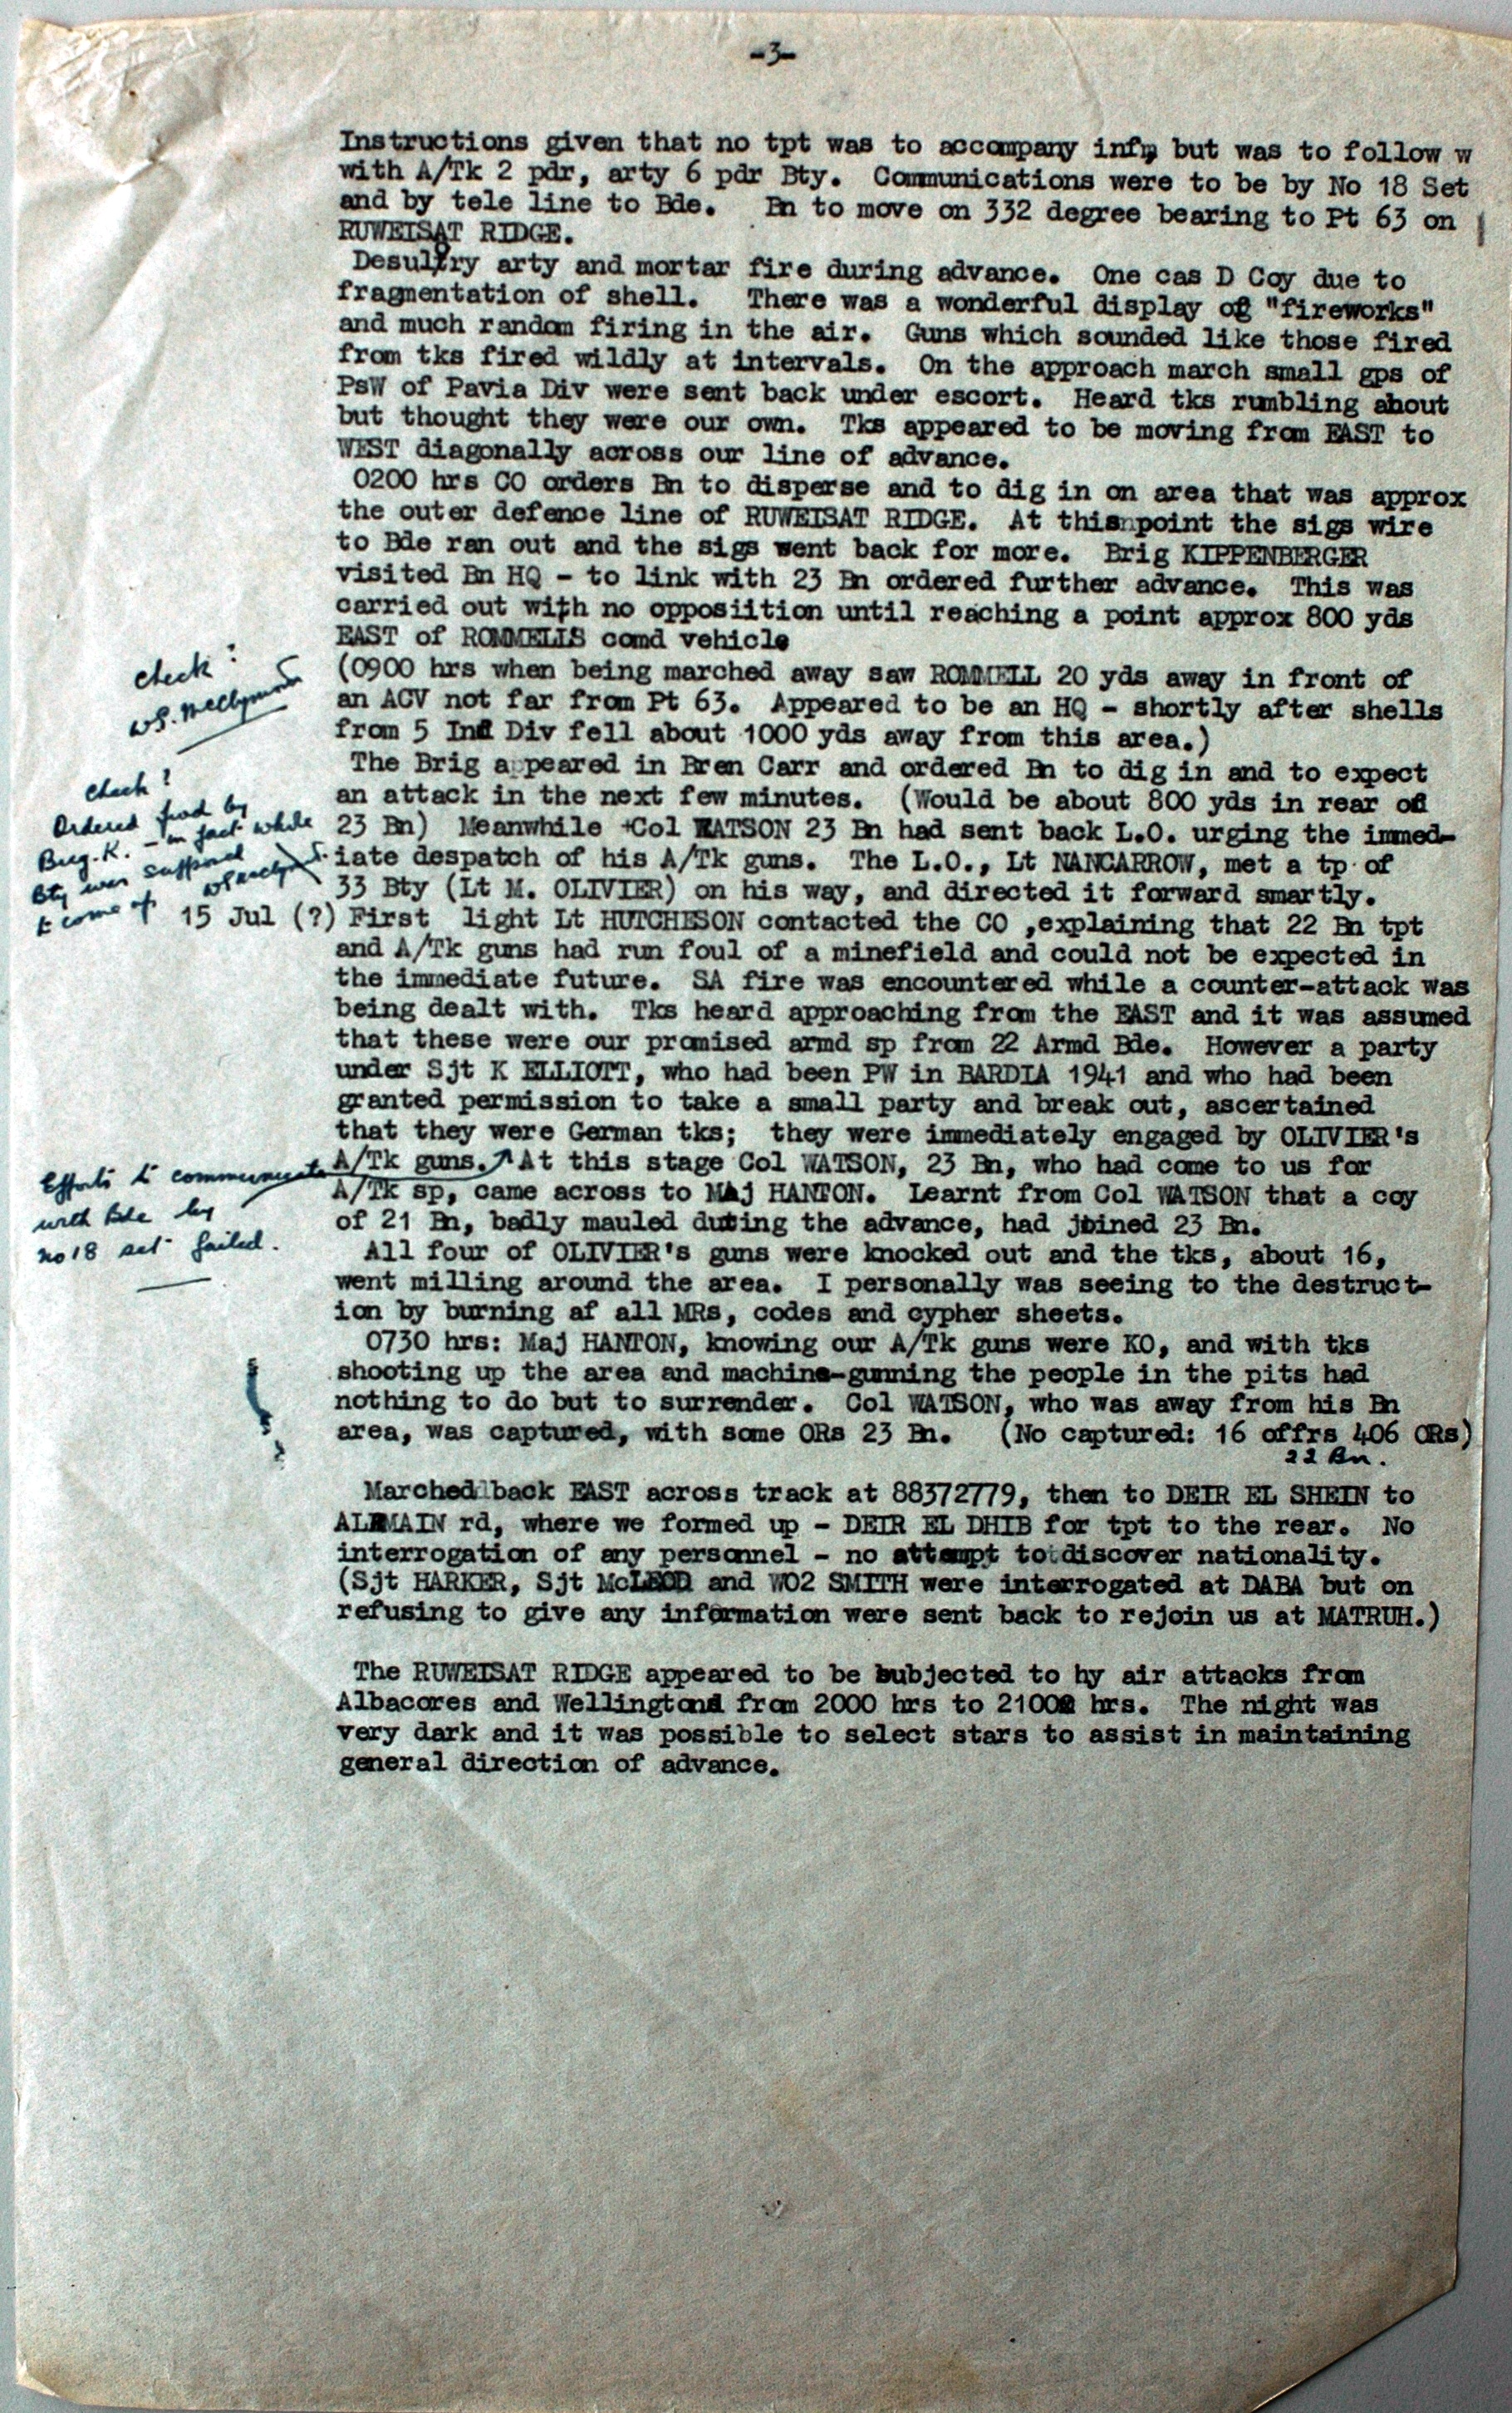 -3-
Instructions given that no tpt was to accompany infy but was to follow w
with A/Tk 2 pdr, arty 6 pdr Bty. Communications were to be by No 18 Set
and by tele line to Bde. Bn to move on 332 degree bearing to Pt 63 on
RUWEISAT RIDGE.
Desultry arty and mortar fire during advance. One cas D Coy due to
fragmentation of shell. There was a wonderful display of "fireworks"
and much random firing in the air. Guns which sounded like those fired
from tks fired wildly at intervals. On the approach march small gps of
PsW of Pavia Div were sent back under escort. Heard tks rumbling about
but thought they were our own. Tks appeared to be moving from EAST to
WEST diagonally across our line of advance.
0200 hrs CO orders Bn to disperse and to dig in on area that was approx
the outer defence line of RUWEISAT RIDGE. At this point the sigs wire
to Bde ran out and the sigs went back for more. Brig KIPPENBERGER
visited Bn HQ - to link with 23 Bn ordered further advance. This was
carried out with no opposiition until reaching a point approx 800 yds
EAST of ROMMELlS comd vehicle
check?
W.G.
(0900 hrs when being marched away saw ROMMELL 20 yds away in front of
an ACV not far from Pt 63. Appeared to be an HQ - shortly after shells
from 5 Ind Div fell about 1000 yds away from this area.)
The Brig appeared in Bren Carr and ordered Bn to dig in and to expect
an attack in the next few minutes. (Would be about 800 yds in rear of
23 Bn) Meanwhile Col WATSON 23 Bn had sent back L.O. urging the immed-
iate despatch of his A/Tk guns. The L.O., Lt NANCARROW, met a tp of
33 Bty (Lt M. OLIVIER) on his way, and directed it forward smartly.
check?
Ordered fwd by
Brig. K. - in fact whole
Bty was supposed
to come up
15 Jul (?) First light Lt HUTCHESON contacted the CO ,explaining that 22 Bn tpt
and A/Tk guns had run foul of a minefield and could not be expected in
the immediate future. SA fire was encountered while a counter-attack was
being dealt with. Tks heard approaching from the EAST and it was assumed
that these were our promised armd sp from 22 Armd Bde. However a party
under Sjt K ELLIOTT, who had been PW in BARDIA 1941 and who had been
granted permission to take a small party and break out, ascertained
that they were German tks; they were immediately engaged by OLIVIER's
A/Tk guns. At this stage Col WATSON, 23 Bn, who had come to us for
A/Tk sp, came across to MAj HANTON. Learnt from Col WATSON that a coy
of 21 Bn, badly mauled duting the advance, had joined 23 Bn.
Efforts to communicate
with Bde by
no 18 set failed.
All four of OLIVIER's guns were knocked out and the tks, about 16,
went milling around the area. I personally was seeing to the destruct-
ion by burning af all MRs, codes and cypher sheets.
0730 hrs: Maj HANTON, knowing our A/Tk guns were KO, and with tks
shooting up the area and machine-gunning the people in the pits had
nothing to do but to surrender. Col WATSON, who was away from his Bn
area, was captured, with some ORs 23 Bn. (No captured: 16 offrs 406 ORs)
22 Bn.
Marched back EAST across track at 88372779, then to DEIR EL SHEIN to
ALEMAIN rd, where we formed up - DEIR EL DHIB for tpt to the rear. No
interrogation of any personnel - no attempt to discover nationality.
(Sjt HARKER, Sjt McLEOD and WO2 SMITH were interrogated at DABA but on
refusing to give any information were sent back to rejoin us at MATRUH.)
The RUWEISAT RIDGE appeared to be subjected to hy air attacks from
Albacores and Wellingtons from 2000 hrs to 2100 hrs. The night was
very dark and it was possible to select stars to assist in maintaining
general direction of advance.